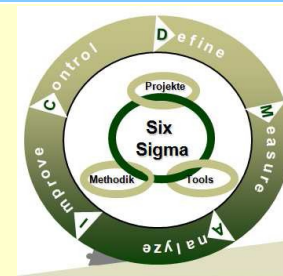 Define
Measure
Analyze
Improve
Control
Projekte
Six
Sigma
Methodik
Tools